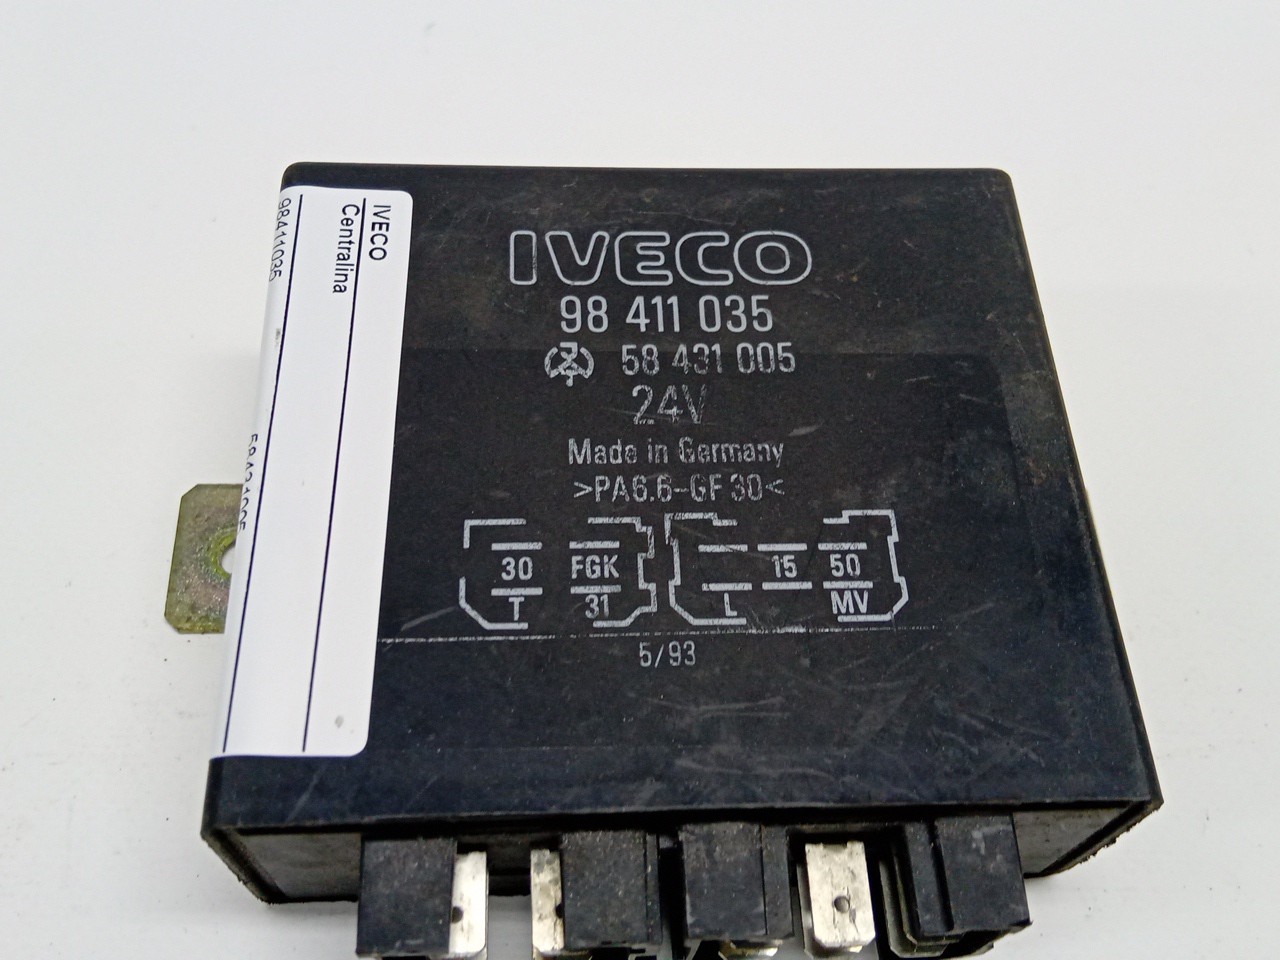 IVECO
98 411 035
58 431 005
24V
Made in Germany
>PA6.6-GF30<
30 FGK 15 50
T 31 L MV
5/93
IVECO
Centralina
98411035